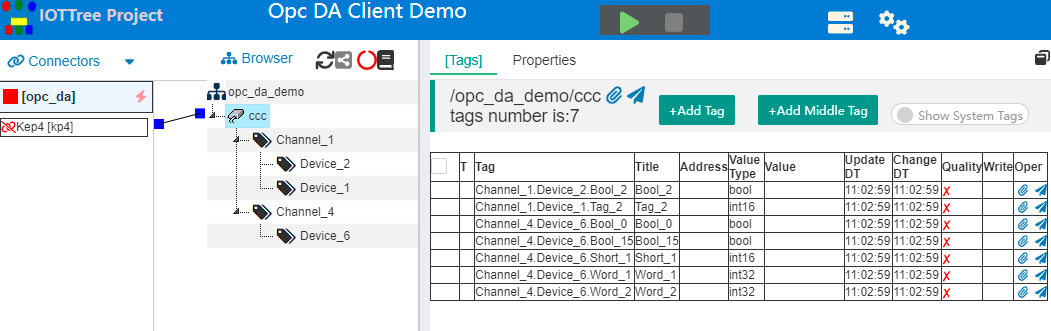 IOTTree Project
Opc DA Client Demo
Connectors
[opc_da]
Kep4 [kp4]
Browser
opc_da_demo
ccc
Channel_1
Device_2
Device_1
Channel_4
Device_6
[Tags] Properties
/opc_da_demo/ccc
tags number is:7
+Add Tag
+Add Middle Tag
Show System Tags
T Tag Title Address Value Type Value Update DT Change DT Quality Write Oper
Channel_1.Device_2.Bool_2 Bool_2 bool 11:02:59 11:02:59 ✗
Channel_1.Device_1.Tag_2 Tag_2 int16 11:02:59 11:02:59 ✗
Channel_4.Device_6.Bool_0 Bool_0 bool 11:02:59 11:02:59 ✗
Channel_4.Device_6.Bool_15 Bool_15 bool 11:02:59 11:02:59 ✗
Channel_4.Device_6.Short_1 Short_1 int16 11:02:59 11:02:59 ✗
Channel_4.Device_6.Word_1 Word_1 int32 11:02:59 11:02:59 ✗
Channel_4.Device_6.Word_2 Word_2 int32 11:02:59 11:02:59 ✗